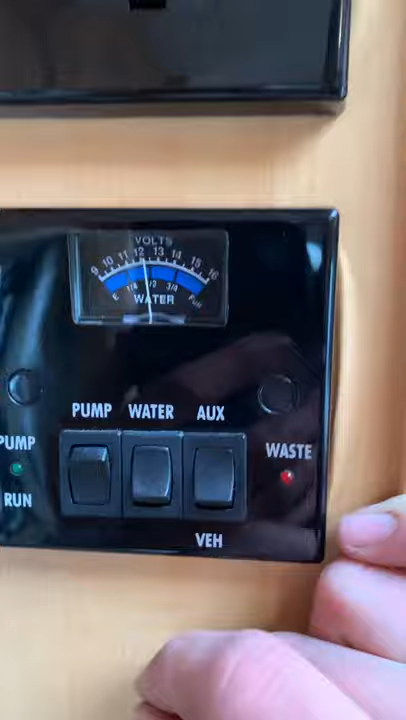 VOLTS
9 10 11 12 13 14 15 16
E 1/4 1/2 3/4 Full
WATER
PUMP WATER AUX
PUMP
WASTE
RUN
VEH